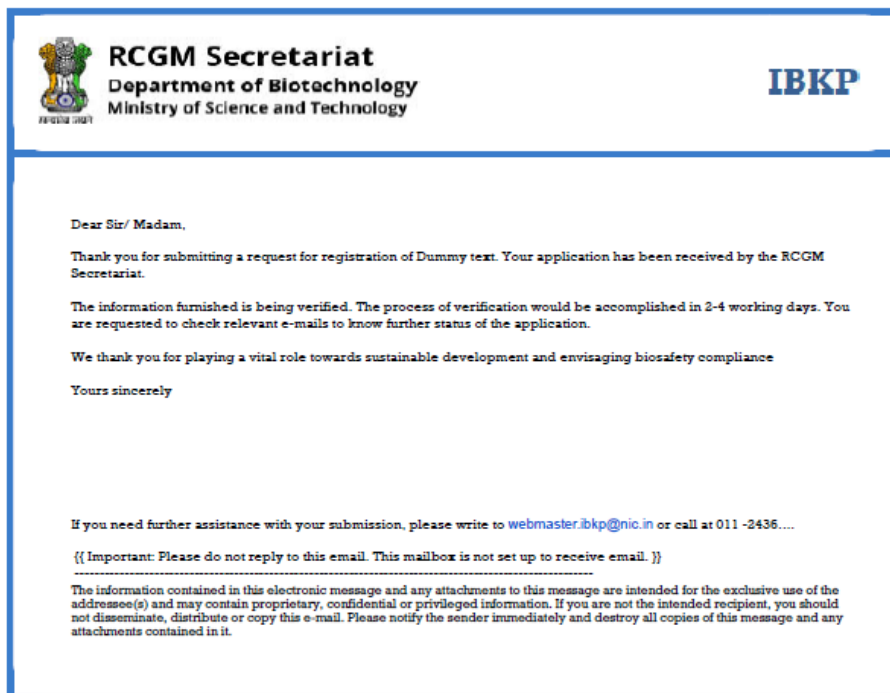 RCGM Secretariat
Department of Biotechnology
Ministry of Science and Technology
IBKP
Dear Sir/ Madam,
Thank you for submitting a request for registration of Dummy text. Your application has been received by the RCGM
Secretariat.
The information furnished is being verified. The process of verification would be accomplished in 2-4 working days. You
are requested to check relevant e-mails to know further status of the application.
We thank you for playing a vital role towards sustainable development and envisaging biosafety compliance
Yours sincerely
If you need further assistance with your submission, please write to webmaster.ibkp@nic.in or call at 011 -2436....
{{ Important: Please do not reply to this email. This mailbox is not set up to receive email. }}
---------------------------------------------------------------------------------------------------------
The information contained in this electronic message and any attachments to this message are intended for the exclusive use of the
addressee(s) and may contain proprietary, confidential or privileged information. If you are not the intended recipient, you should
not disseminate, distribute or copy this e-mail. Please notify the sender immediately and destroy all copies of this message and any
attachments contained in it.